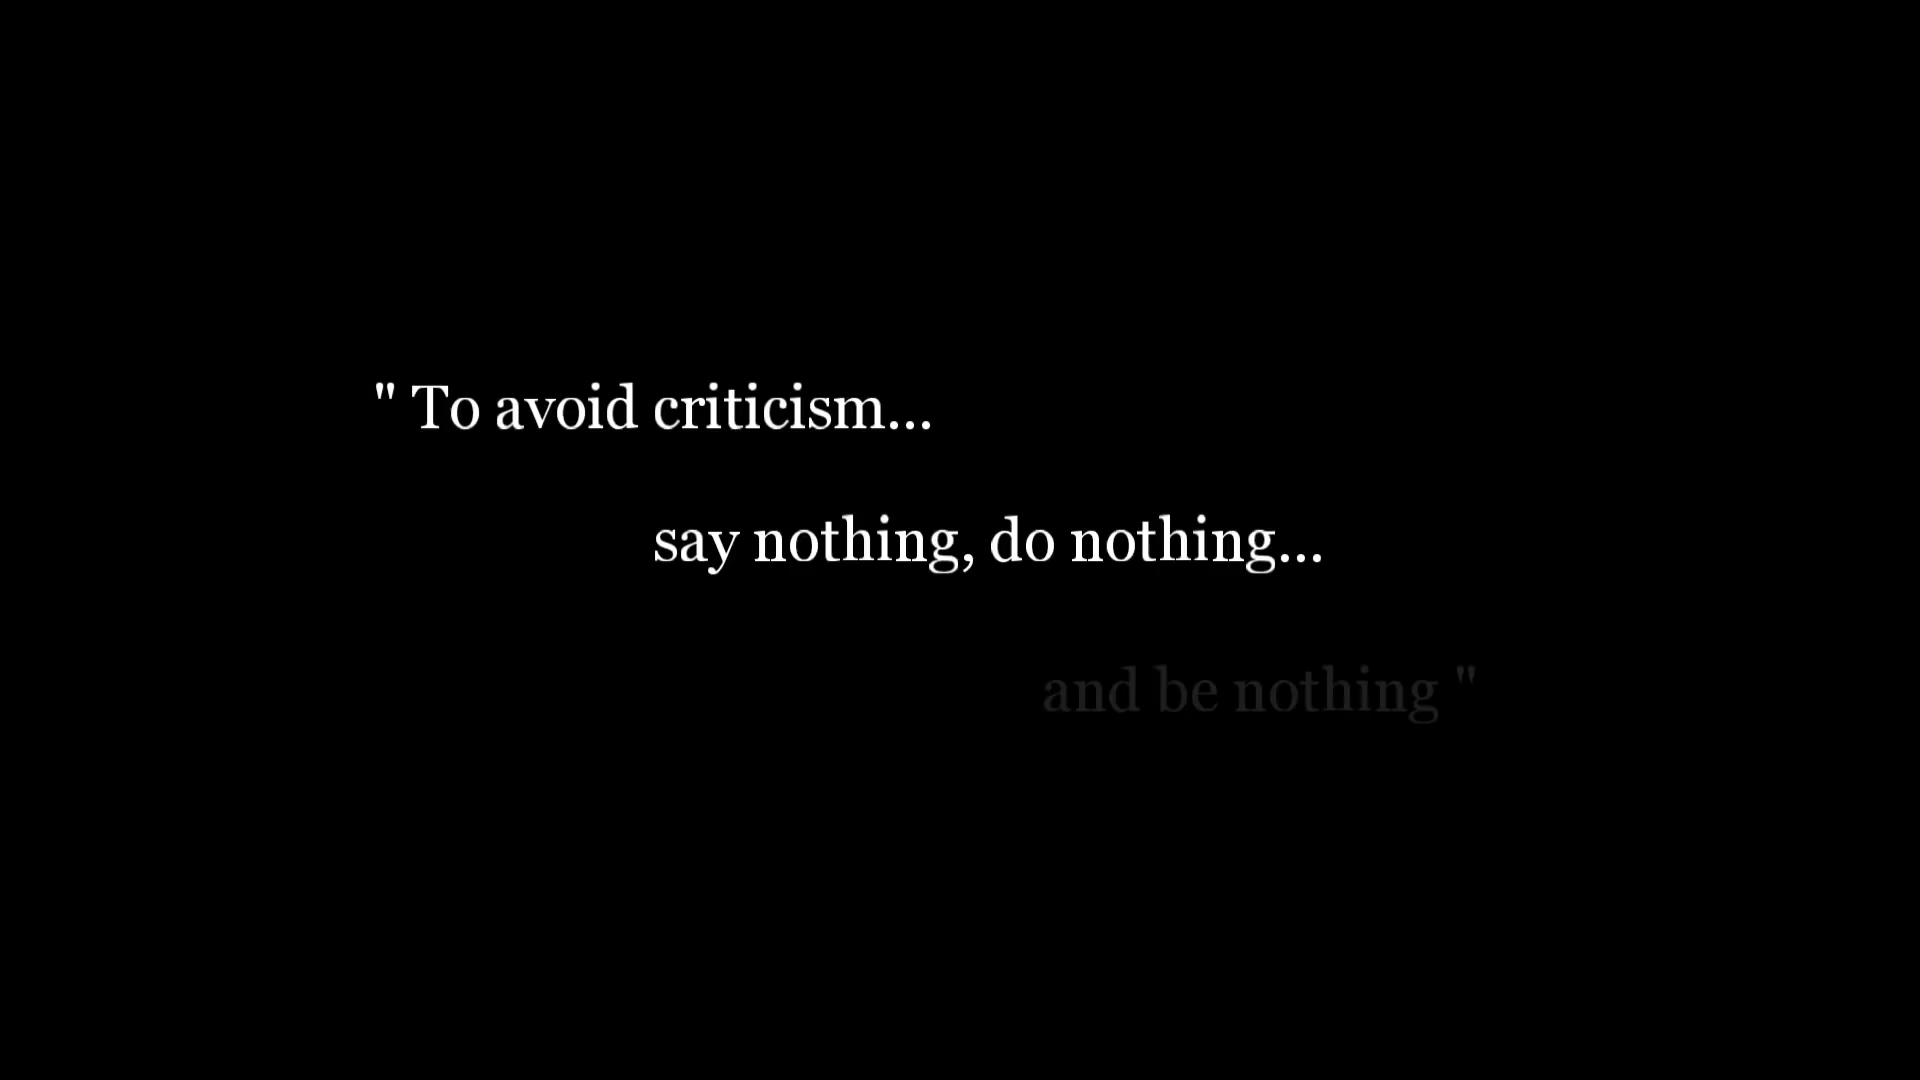 " To avoid criticism...
say nothing, do nothing...
and be nothing "